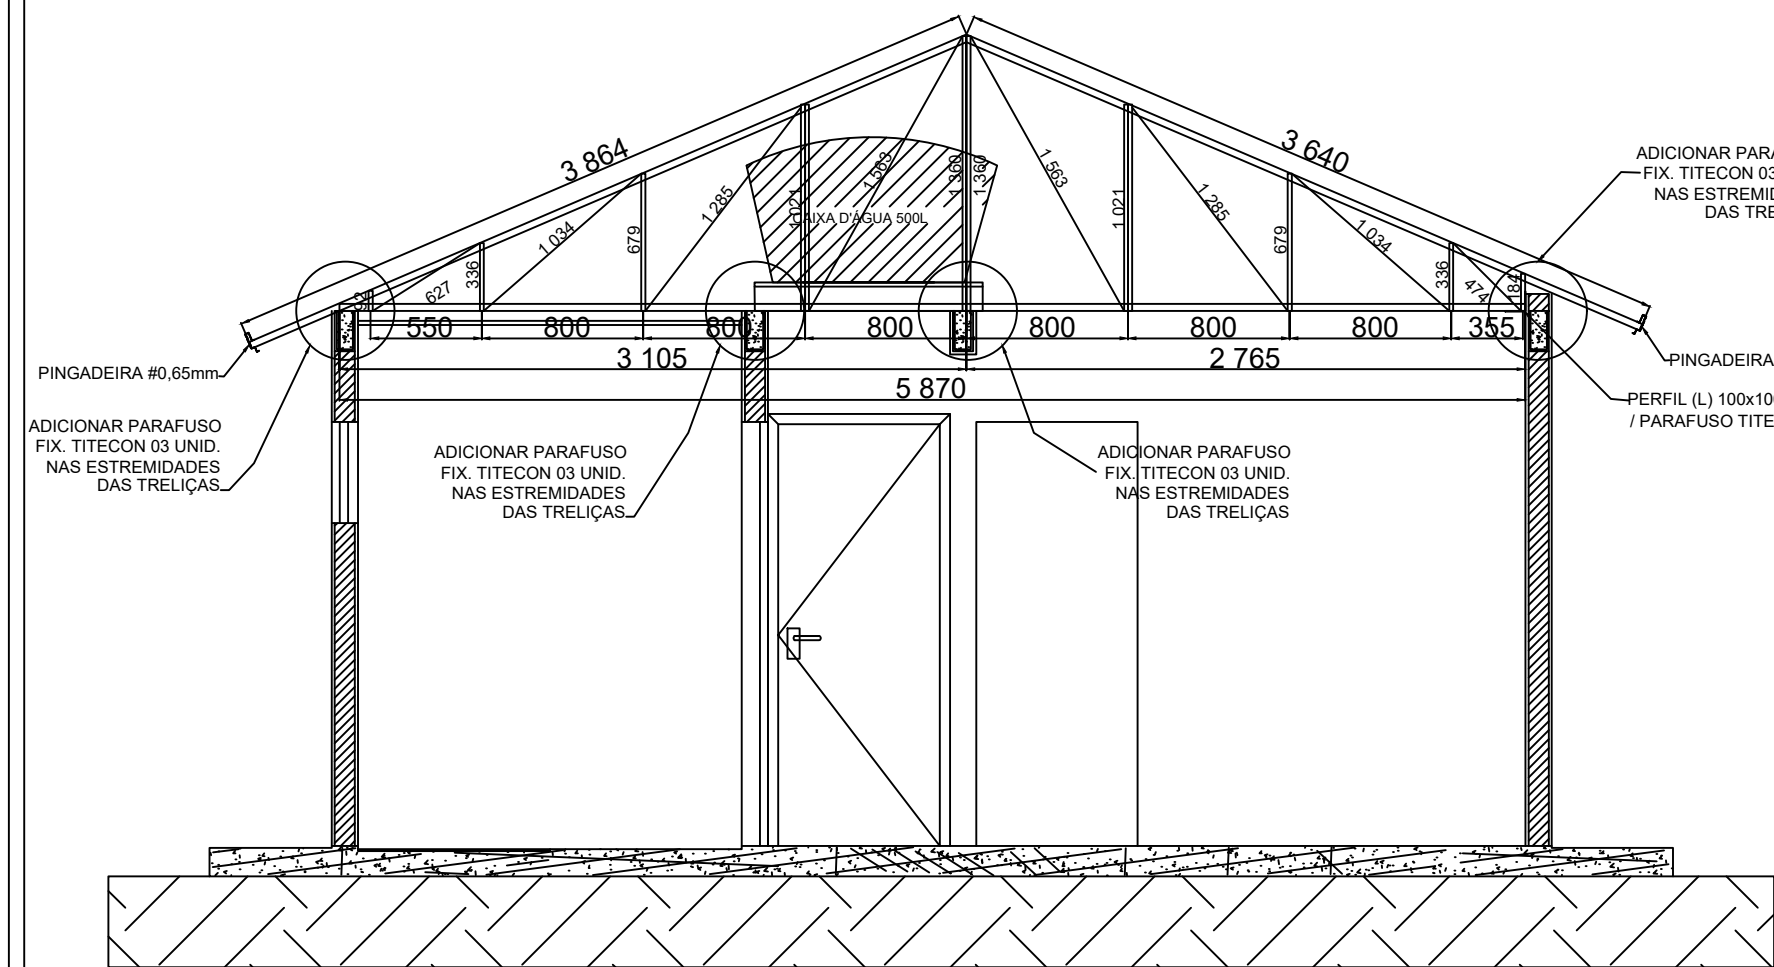 3 864
3 640
ADICIONAR PARA
FIX. TITECON 03
NAS ESTREMID
DAS TRE
1 563
1 360
1 360
1 563
1 285
1 021
CAIXA D'ÁGUA 500L
1 021
1 285
1 034
679
679
1 034
336
627
336
474
184
550
800
800
800
800
800
800
355
3 105
2 765
5 870
PINGADEIRA #0,65mm
PINGADEIRA
PERFIL (L) 100x10
/ PARAFUSO TITE
ADICIONAR PARAFUSO
FIX. TITECON 03 UNID.
NAS ESTREMIDADES
DAS TRELIÇAS
ADICIONAR PARAFUSO
FIX. TITECON 03 UNID.
NAS ESTREMIDADES
DAS TRELIÇAS
ADICIONAR PARAFUSO
FIX. TITECON 03 UNID.
NAS ESTREMIDADES
DAS TRELIÇAS